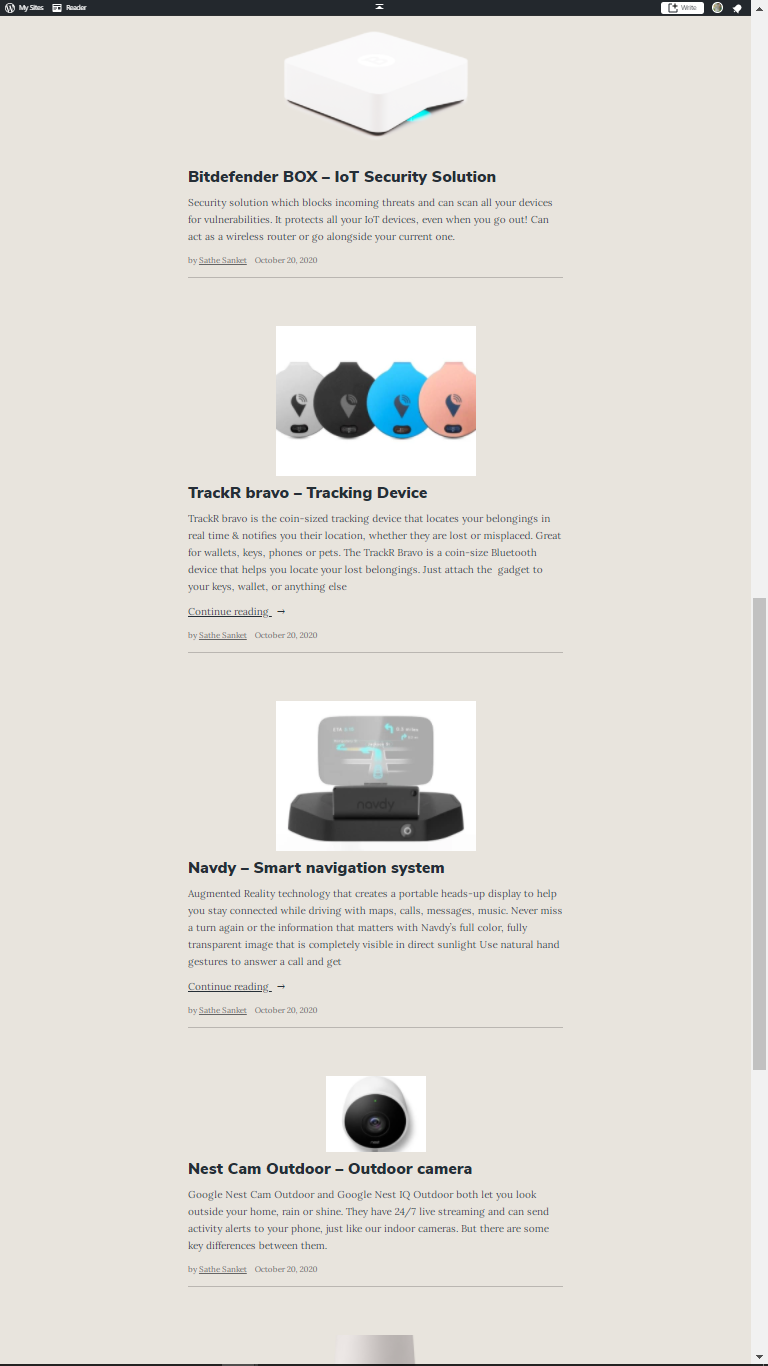 My Sites Reader Write
Bitdefender BOX – IoT Security Solution
Security solution which blocks incoming threats and can scan all your devices
for vulnerabilities. It protects all your IoT devices, even when you go out! Can
act as a wireless router or go alongside your current one.
by Sathe Sanket October 20, 2020
TrackR bravo – Tracking Device
TrackR bravo is the coin-sized tracking device that locates your belongings in
real time & notifies you their location, whether they are lost or misplaced. Great
for wallets, keys, phones or pets. The TrackR Bravo is a coin-size Bluetooth
device that helps you locate your lost belongings. Just attach the gadget to
your keys, wallet, or anything else
Continue reading →
by Sathe Sanket October 20, 2020
navdy
Navdy – Smart navigation system
Augmented Reality technology that creates a portable heads-up display to help
you stay connected while driving with maps, calls, messages, music. Never miss
a turn again or the information that matters with Navdy’s full color, fully
transparent image that is completely visible in direct sunlight Use natural hand
gestures to answer a call and get
Continue reading →
by Sathe Sanket October 20, 2020
Nest Cam Outdoor – Outdoor camera
Google Nest Cam Outdoor and Google Nest IQ Outdoor both let you look
outside your home, rain or shine. They have 24/7 live streaming and can send
activity alerts to your phone, just like our indoor cameras. But there are some
key differences between them.
by Sathe Sanket October 20, 2020